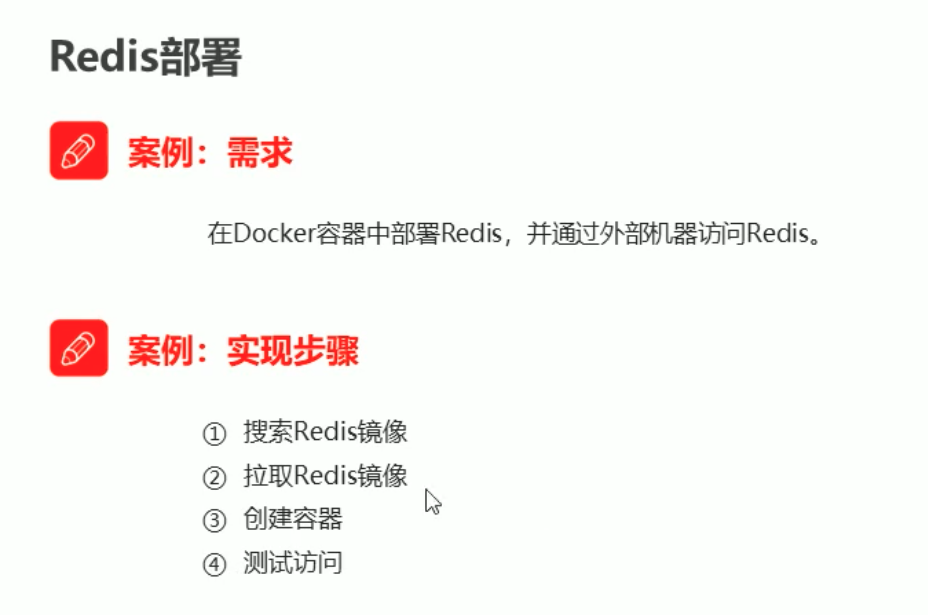 Redis部署
案例：需求
在Docker容器中部署Redis，并通过外部机器访问Redis。
案例：实现步骤
① 搜索Redis镜像
② 拉取Redis镜像
③ 创建容器
④ 测试访问